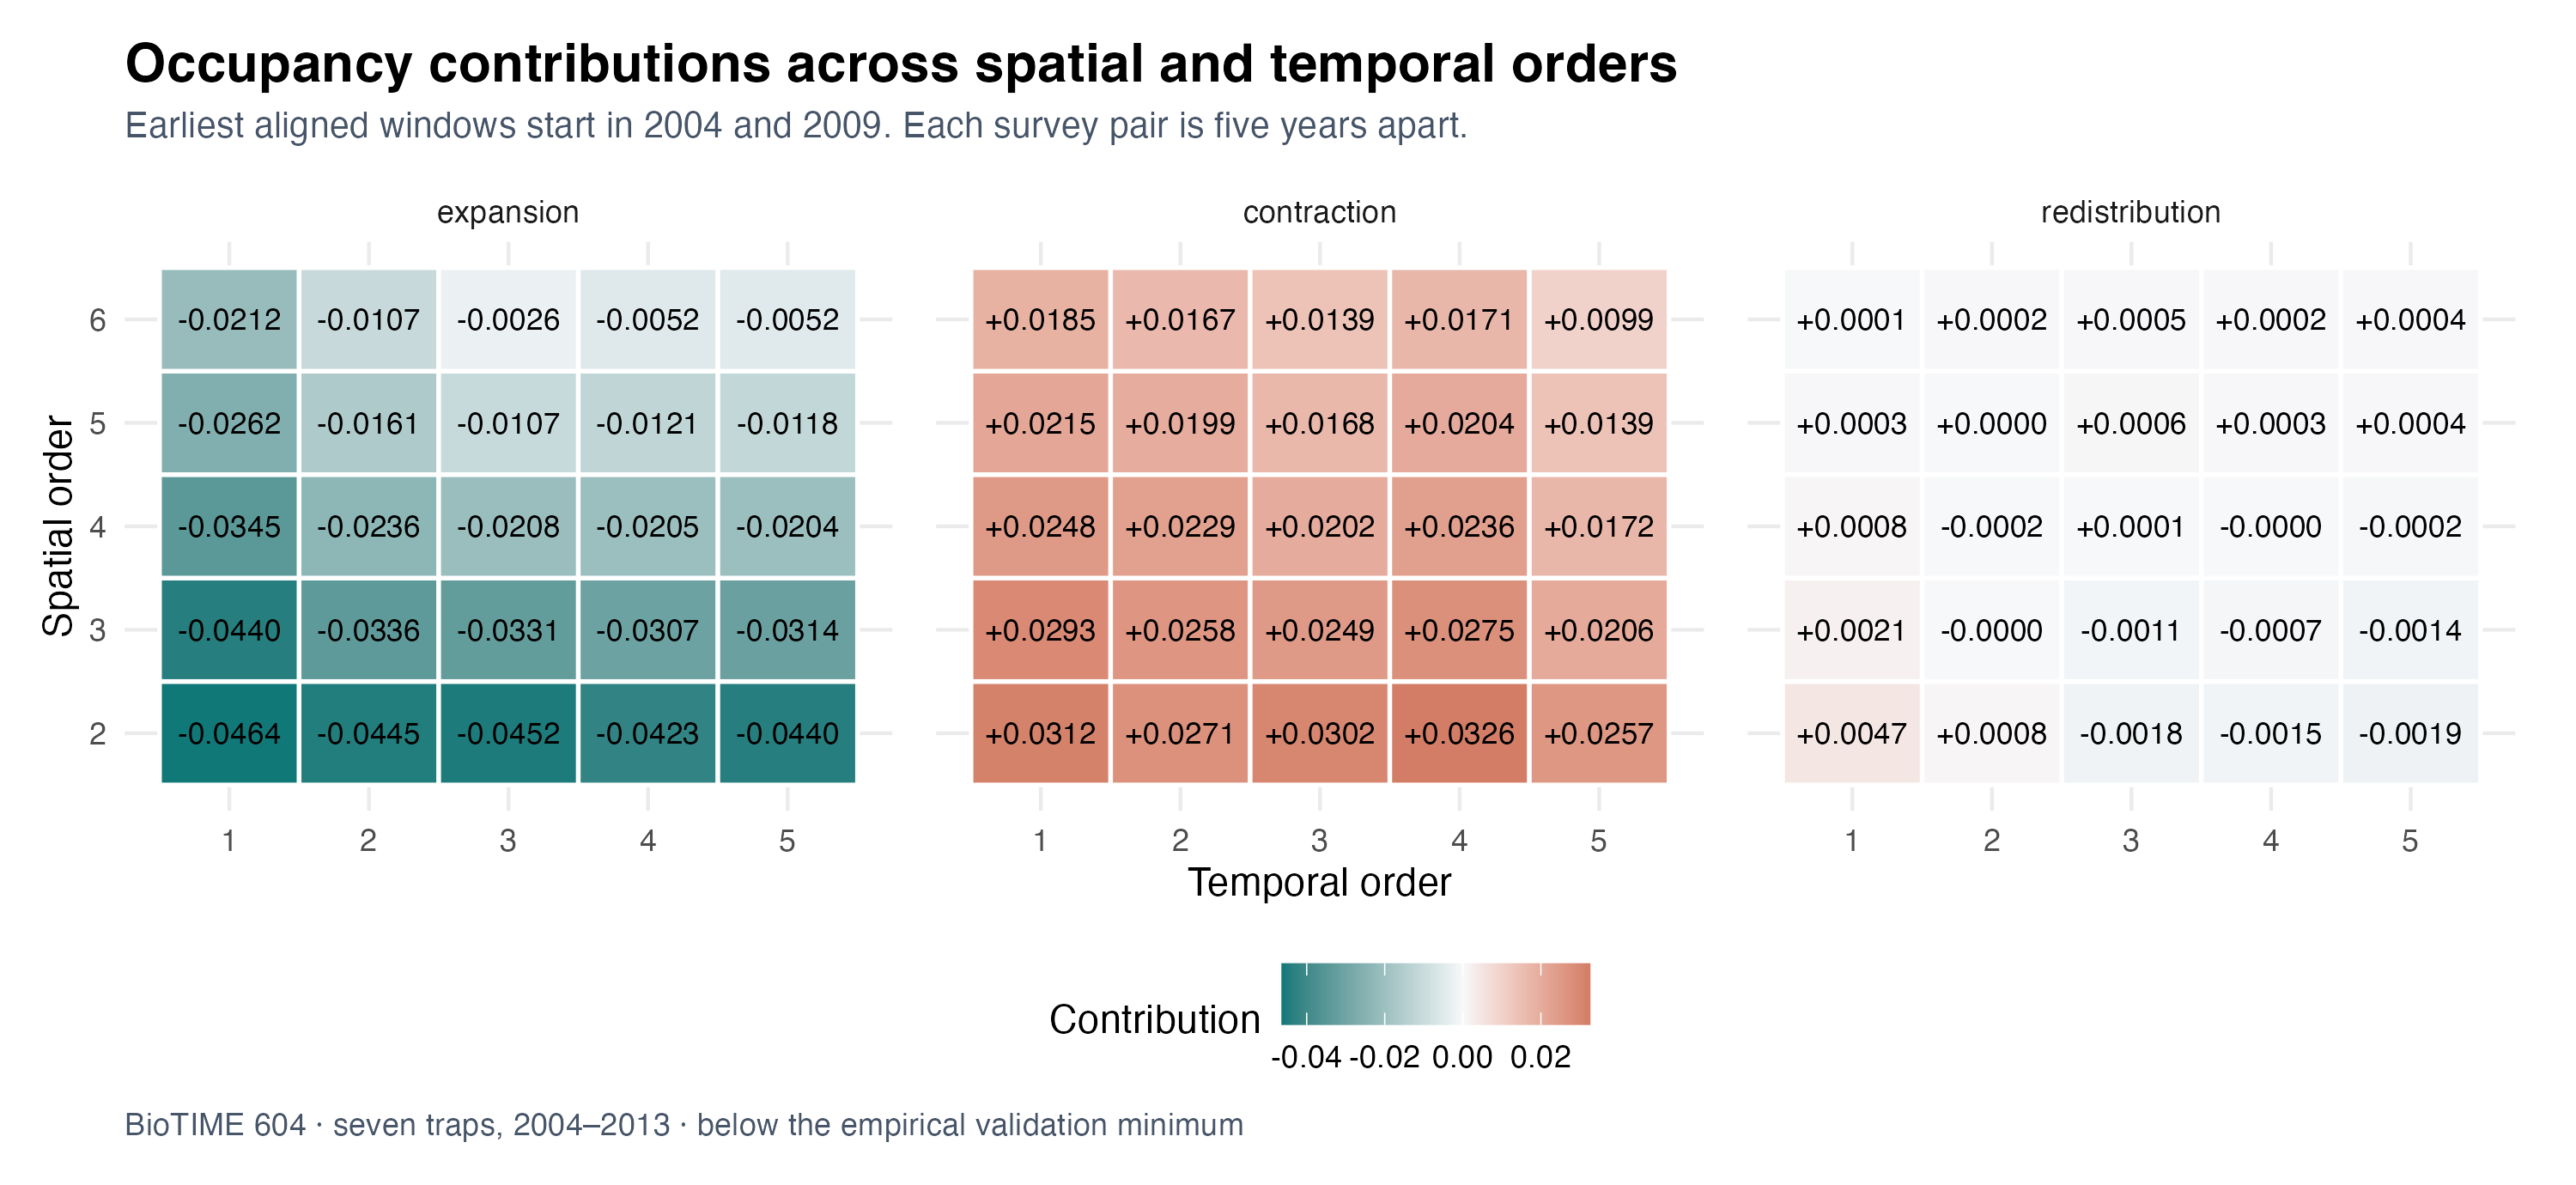 Occupancy contributions across spatial and temporal orders
Earliest aligned windows start in 2004 and 2009. Each survey pair is five years apart.
expansion contraction redistribution
6 -0.0212 -0.0107 -0.0026 -0.0052 -0.0052 +0.0185 +0.0167 +0.0139 +0.0171 +0.0099 +0.0001 +0.0002 +0.0005 +0.0002 +0.0004
5 -0.0262 -0.0161 -0.0107 -0.0121 -0.0118 +0.0215 +0.0199 +0.0168 +0.0204 +0.0139 +0.0003 +0.0000 +0.0006 +0.0003 +0.0004
4 -0.0345 -0.0236 -0.0208 -0.0205 -0.0204 +0.0248 +0.0229 +0.0202 +0.0236 +0.0172 +0.0008 -0.0002 +0.0001 -0.0000 -0.0002
3 -0.0440 -0.0336 -0.0331 -0.0307 -0.0314 +0.0293 +0.0258 +0.0249 +0.0275 +0.0206 +0.0021 -0.0000 -0.0011 -0.0007 -0.0014
2 -0.0464 -0.0445 -0.0452 -0.0423 -0.0440 +0.0312 +0.0271 +0.0302 +0.0326 +0.0257 +0.0047 +0.0008 -0.0018 -0.0015 -0.0019
Spatial order
1 2 3 4 5 1 2 3 4 5 1 2 3 4 5
Temporal order
Contribution
-0.04 -0.02 0.00 0.02
BioTIME 604 · seven traps, 2004–2013 · below the empirical validation minimum